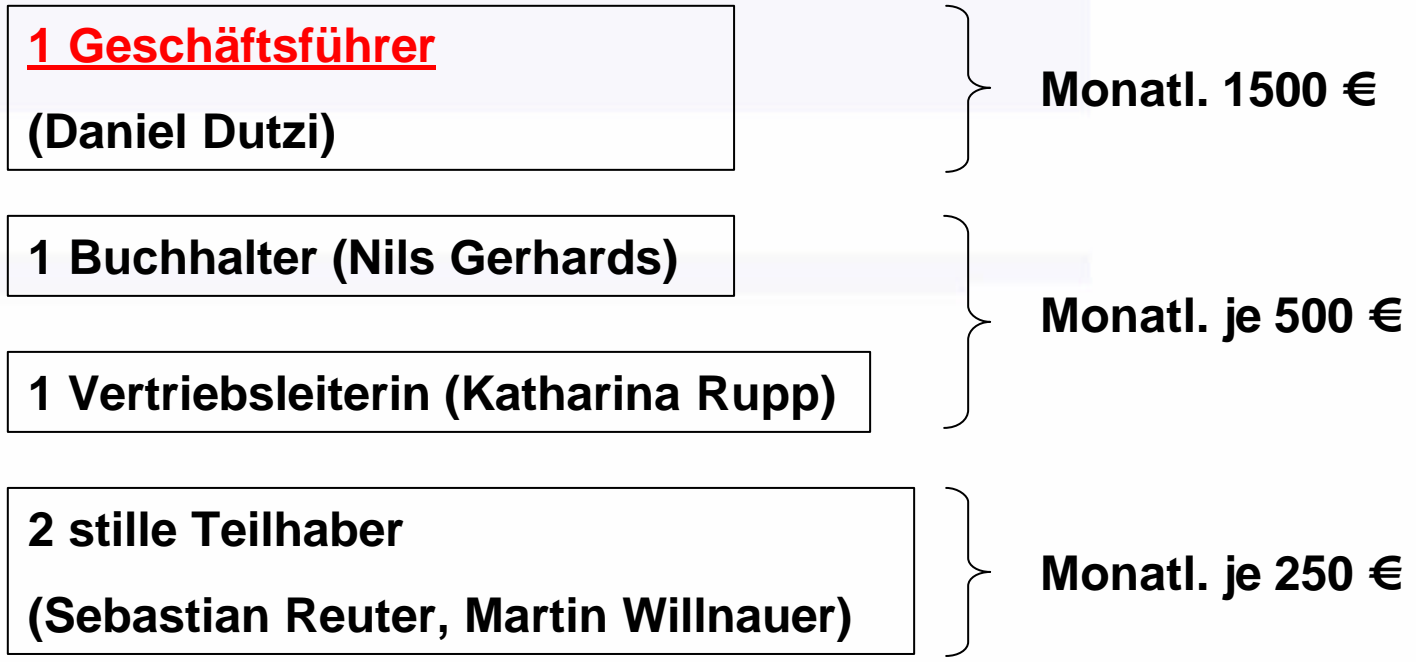 1 Geschäftsführer
(Daniel Dutzi)
Monatl. 1500 €
1 Buchhalter (Nils Gerhards)
1 Vertriebsleiterin (Katharina Rupp)
Monatl. je 500 €
2 stille Teilhaber
(Sebastian Reuter, Martin Willnauer)
Monatl. je 250 €